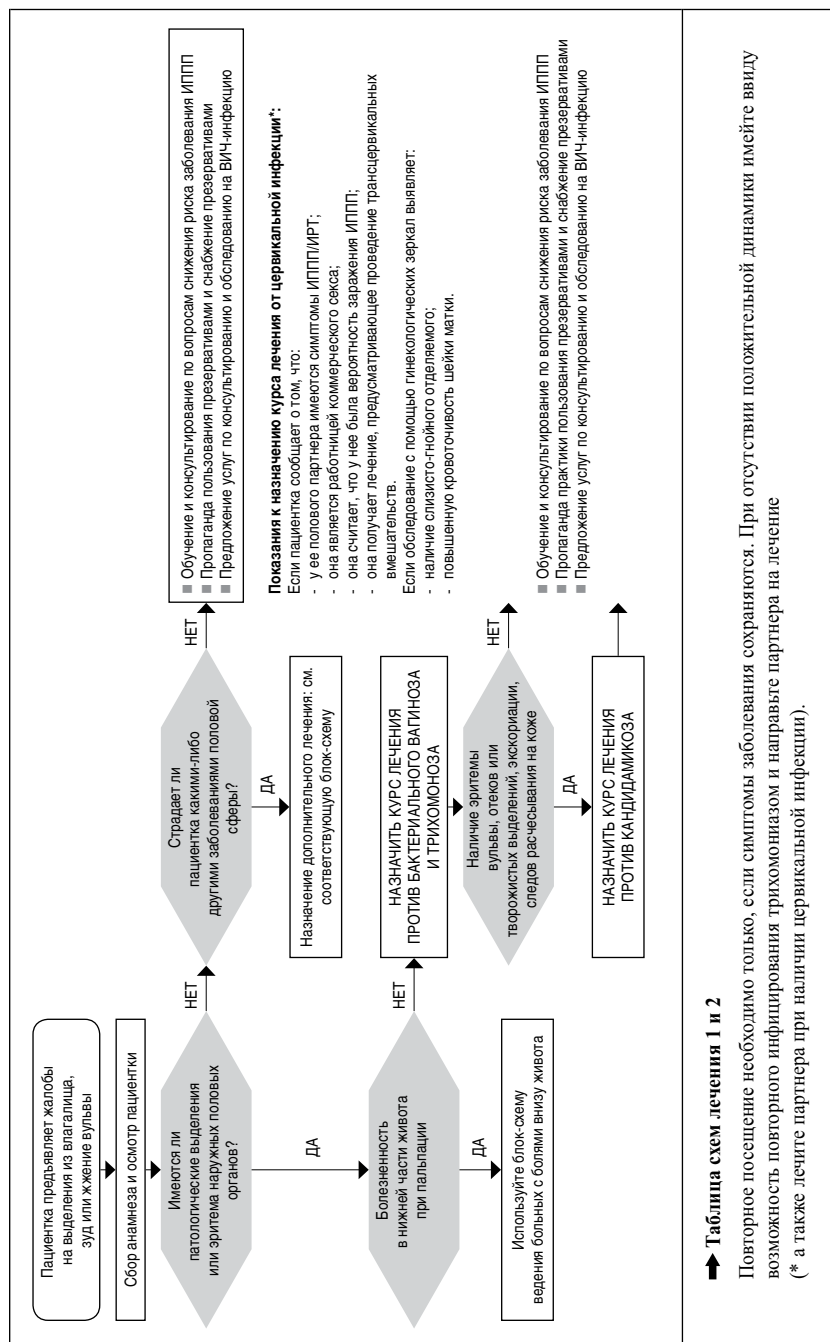 Пациентка предъявляет жалобы
на выделения из влагалища,
зуд или жжение вульвы
Сбор анамнеза и осмотр пациентки
Имеются ли
патологические выделения
или эритема наружных половых
органов?
НЕТ
Страдает ли
пациентка какими-либо
другими заболеваниями половой
сферы?
НЕТ
■ Обучение и консультирование по вопросам снижения риска заболевания ИППП
■ Пропаганда пользования презервативами и снабжение презервативами
■ Предложение услуг по консультированию и обследованию на ВИЧ-инфекцию
ДА
Назначение дополнительного лечения: см.
соответствующую блок-схему
ДА
Болезненность
в нижней части живота
при пальпации
НЕТ
НАЗНАЧИТЬ КУРС ЛЕЧЕНИЯ
ПРОТИВ БАКТЕРИАЛЬНОГО ВАГИНОЗА
И ТРИХОМОНОЗА
Показания к назначению курса лечения от цервикальной инфекции*:
Если пациентка сообщает о том, что:
- у ее полового партнера имеются симптомы ИППП/ИРТ;
- она является работницей коммерческого секса;
- она считает, что у нее была вероятность заражения ИППП;
- она получает лечение, предусматривающее проведение трансцервикальных
вмешательств.
Если обследование с помощью гинекологических зеркал выявляет:
- наличие слизисто-гнойного отделяемого;
- повышенную кровоточивость шейки матки.
ДА
Используйте блок-схему
ведения больных с болями внизу живота
Наличие эритемы
вульвы, отеков или
творожистых выделений, экскориации,
следов расчесывания на коже
НЕТ
■ Обучение и консультирование по вопросам снижения риска заболевания ИППП
■ Пропаганда практики пользования презервативами и снабжение презервативами
■ Предложение услуг по консультированию и обследованию на ВИЧ-инфекцию
ДА
НАЗНАЧИТЬ КУРС ЛЕЧЕНИЯ
ПРОТИВ КАНДИДАМИКОЗА
➡ Таблица схем лечения 1 и 2
Повторное посещение необходимо только, если симптомы заболевания сохраняются. При отсутствии положительной динамики имейте ввиду
возможность повторного инфицирования трихомониазом и направьте партнера на лечение
(* а также лечите партнера при наличии цервикальной инфекции).